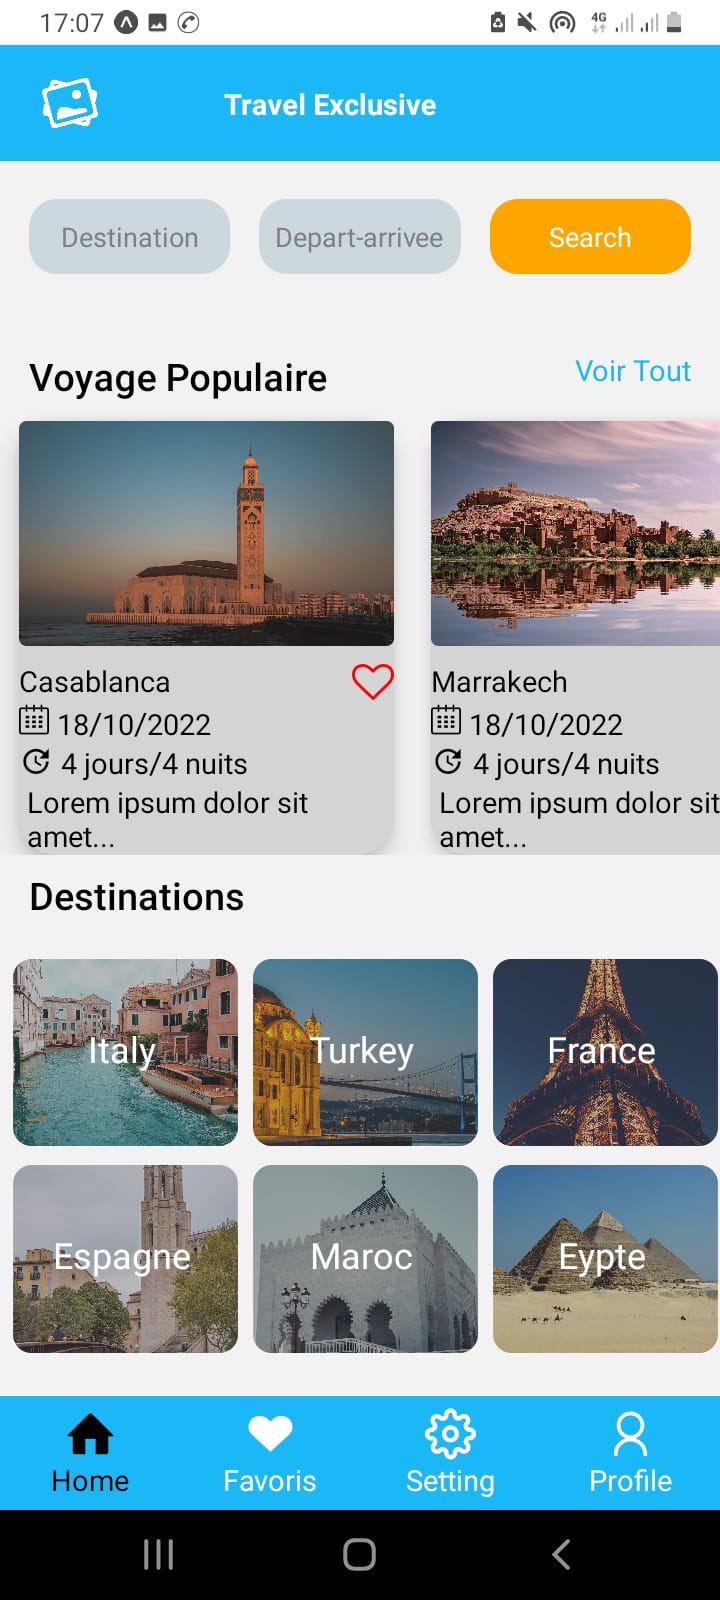 17:07
4G
Travel Exclusive
Destination
Depart-arrivee
Search
Voyage Populaire
Voir Tout
Casablanca
18/10/2022
4 jours/4 nuits
Lorem ipsum dolor sit
amet...
Marrakech
18/10/2022
4 jours/4 nuits
Lorem ipsum dolor sit
amet...
Destinations
Italy
Turkey
France
Espagne
Maroc
Eypte
Home
Favoris
Setting
Profile